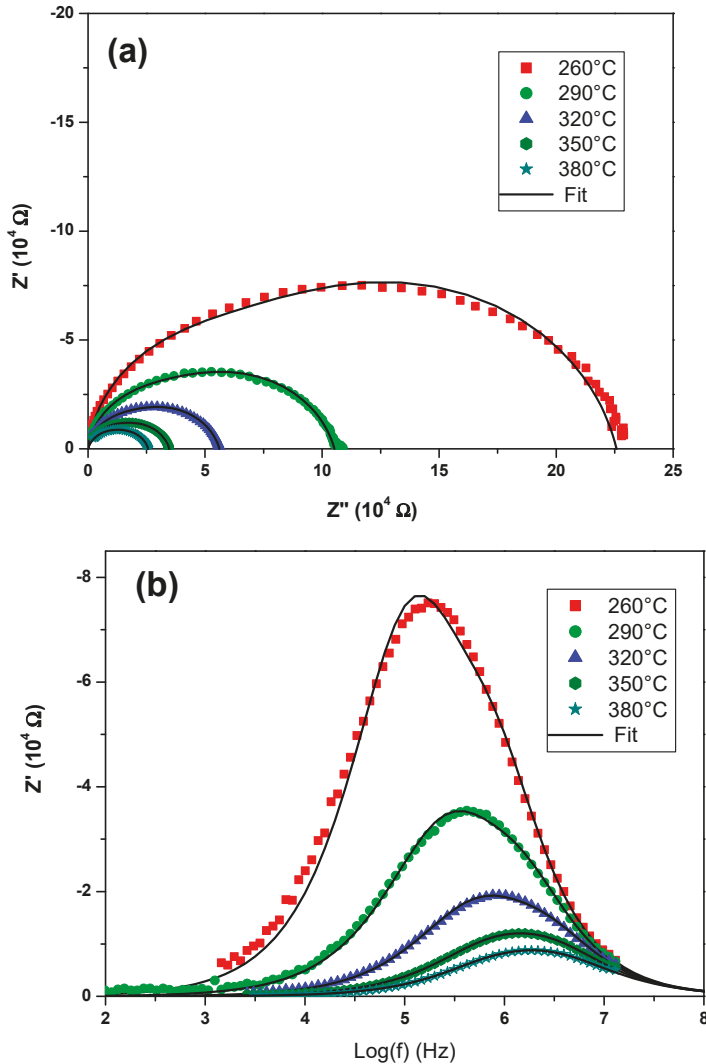 (a)
-20
-15
-10
-5
0
Z' (10⁴ Ω)
260°C
290°C
320°C
350°C
380°C
Fit
0 5 10 15 20 25
Z'' (10⁴ Ω)
(b)
-8
-6
-4
-2
0
Z' (10⁴ Ω)
260°C
290°C
320°C
350°C
380°C
Fit
2 3 4 5 6 7 8
Log(f) (Hz)